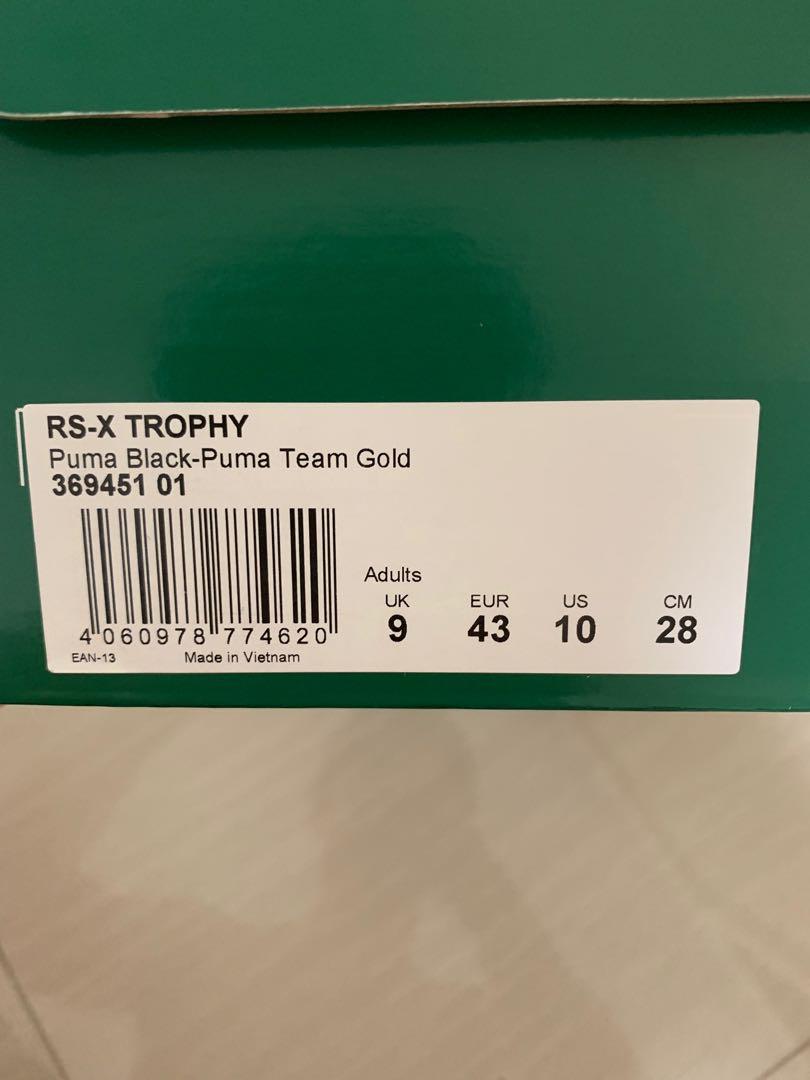 RS-X TROPHY
Puma Black-Puma Team Gold
369451 01
Adults
UK EUR US CM
9 43 10 28
4 060978 774620
EAN-13 Made in Vietnam